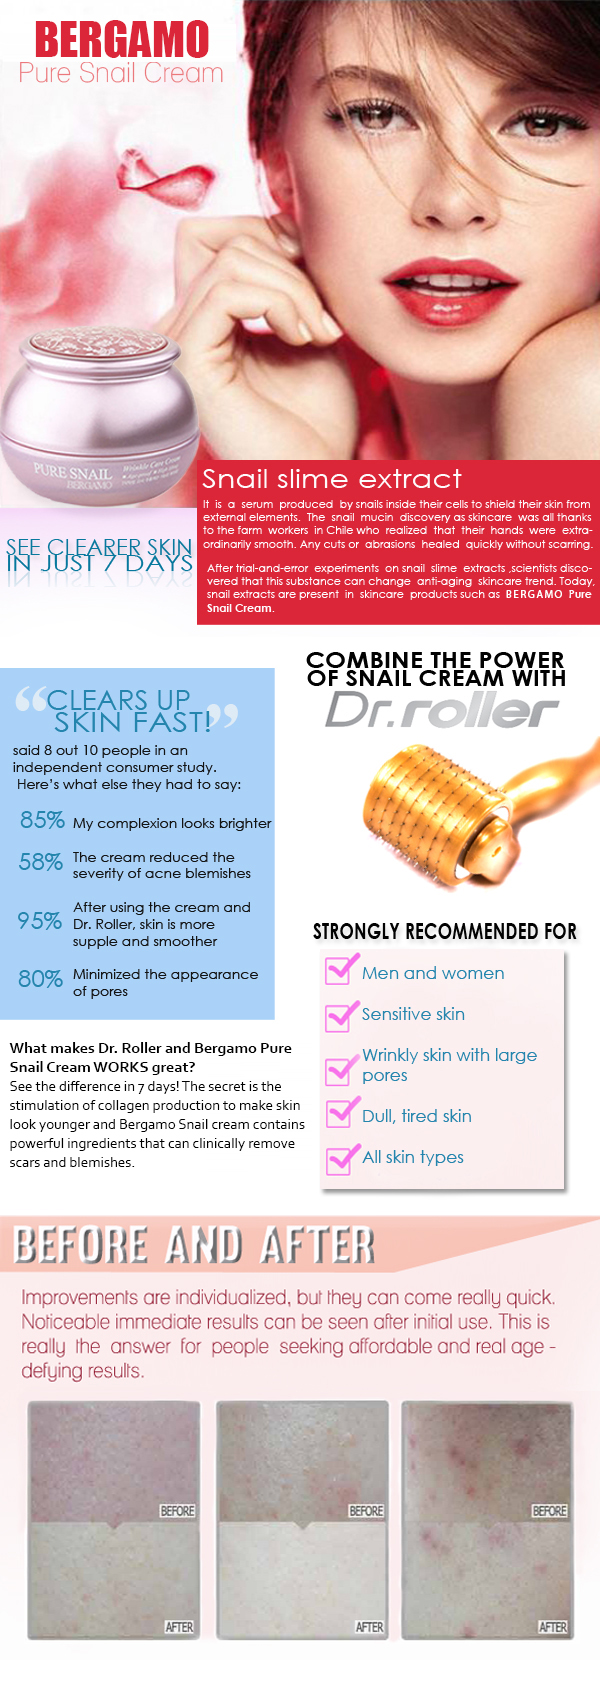 BERGAMO
Pure Snail Cream
PURE SNAIL
BERGAMO
Wrinkle Care Cream
Snail slime extract
It is a serum produced by snails inside their cells to shield their skin from
external elements. The snail mucin discovery as skincare was all thanks
to the farm workers in Chile who realized that their hands were extra-
ordinarily smooth. Any cuts or abrasions healed quickly without scarring.
After trial-and-error experiments on snail slime extracts ,scientists disco-
vered that this substance can change anti-aging skincare trend. Today,
snail extracts are present in skincare products such as BERGAMO Pure
Snail Cream.
SEE CLEARER SKIN
IN JUST 7 DAYS
“CLEARS UP
SKIN FAST!”
said 8 out 10 people in an
independent consumer study.
Here's what else they had to say:
85% My complexion looks brighter
58% The cream reduced the
severity of acne blemishes
95% After using the cream and
Dr. Roller, skin is more
supple and smoother
80% Minimized the appearance
of pores
What makes Dr. Roller and Bergamo Pure
Snail Cream WORKS great?
See the difference in 7 days! The secret is the
stimulation of collagen production to make skin
look younger and Bergamo Snail cream contains
powerful ingredients that can clinically remove
scars and blemishes.
COMBINE THE POWER
OF SNAIL CREAM WITH
Dr.roller
STRONGLY RECOMMENDED FOR
Men and women
Sensitive skin
Wrinkly skin with large
pores
Dull, tired skin
All skin types
BEFORE AND AFTER
Improvements are individualized, but they can come really quick.
Noticeable immediate results can be seen after initial use. This is
really the answer for people seeking affordable and real age -
defying results.
BEFORE
BEFORE
BEFORE
AFTER
AFTER
AFTER